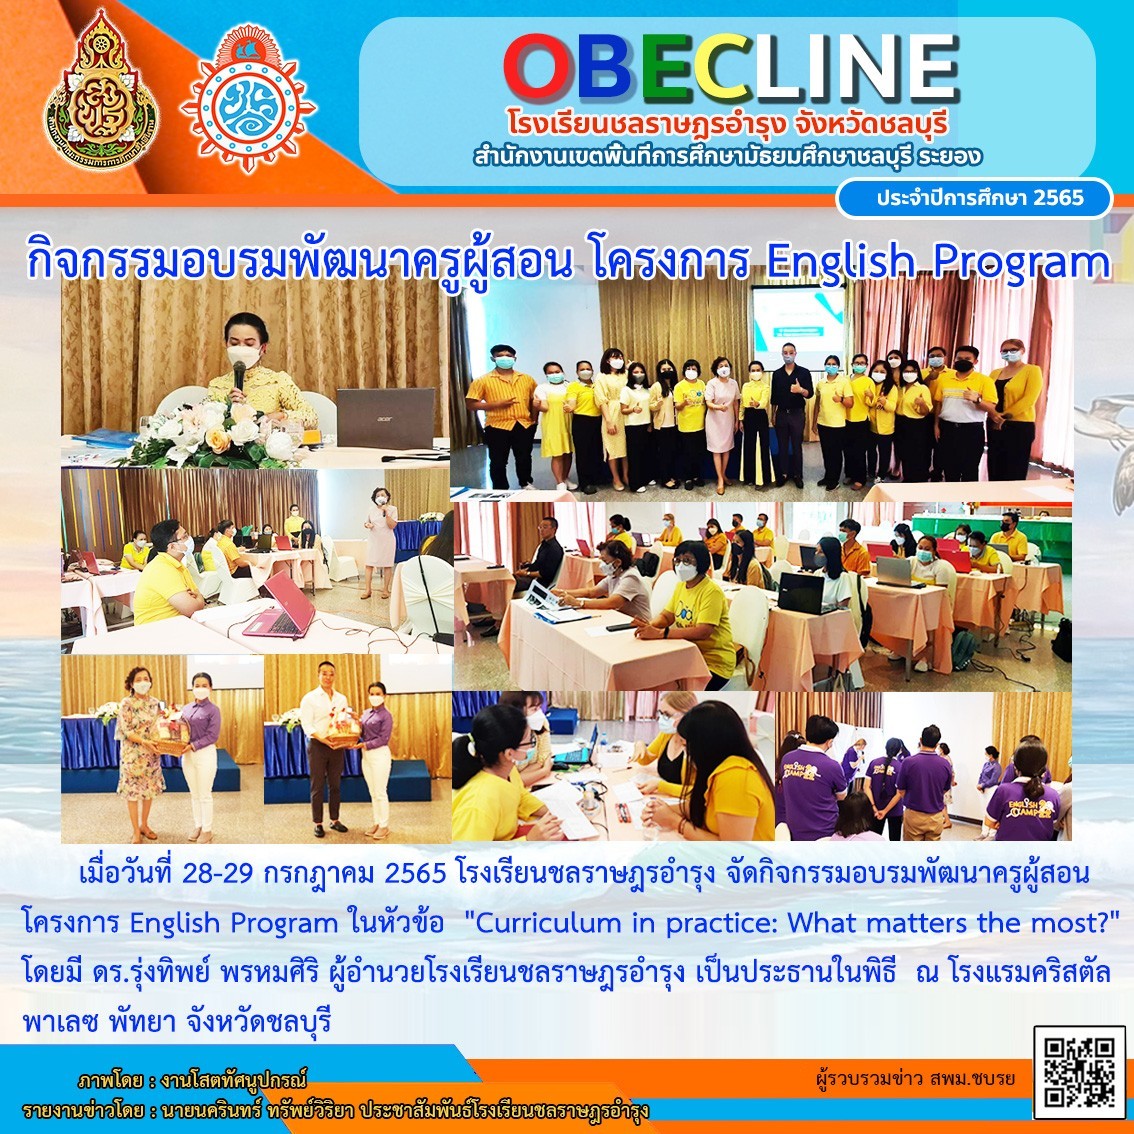 OBECLINE
โรงเรียนชลราษฎรอำรุง จังหวัดชลบุรี
สำนักงานเขตพื้นที่การศึกษามัธยมศึกษาชลบุรี ระยอง
ประจำปีการศึกษา 2565
กิจกรรมอบรมพัฒนาครูผู้สอน โครงการ English Program
acer
ENGLISH CAMP
ENGLISH CAMP 22
เมื่อวันที่ 28-29 กรกฎาคม 2565 โรงเรียนชลราษฎรอำรุง จัดกิจกรรมอบรมพัฒนาครูผู้สอน
โครงการ English Program ในหัวข้อ "Curriculum in practice: What matters the most?"
โดยมี ดร.รุ่งทิพย์ พรหมศิริ ผู้อำนวยโรงเรียนชลราษฎรอำรุง เป็นประธานในพิธี ณ โรงแรมคริสตัล
พาเลซ พัทยา จังหวัดชลบุรี
ภาพโดย : งานโสตทัศนูปกรณ์
รายงานข่าวโดย : นายนครินทร์ ทรัพย์วิริยา ประชาสัมพันธ์โรงเรียนชลราษฎรอำรุง
ผู้รวบรวมข่าว สพม.ชบรย